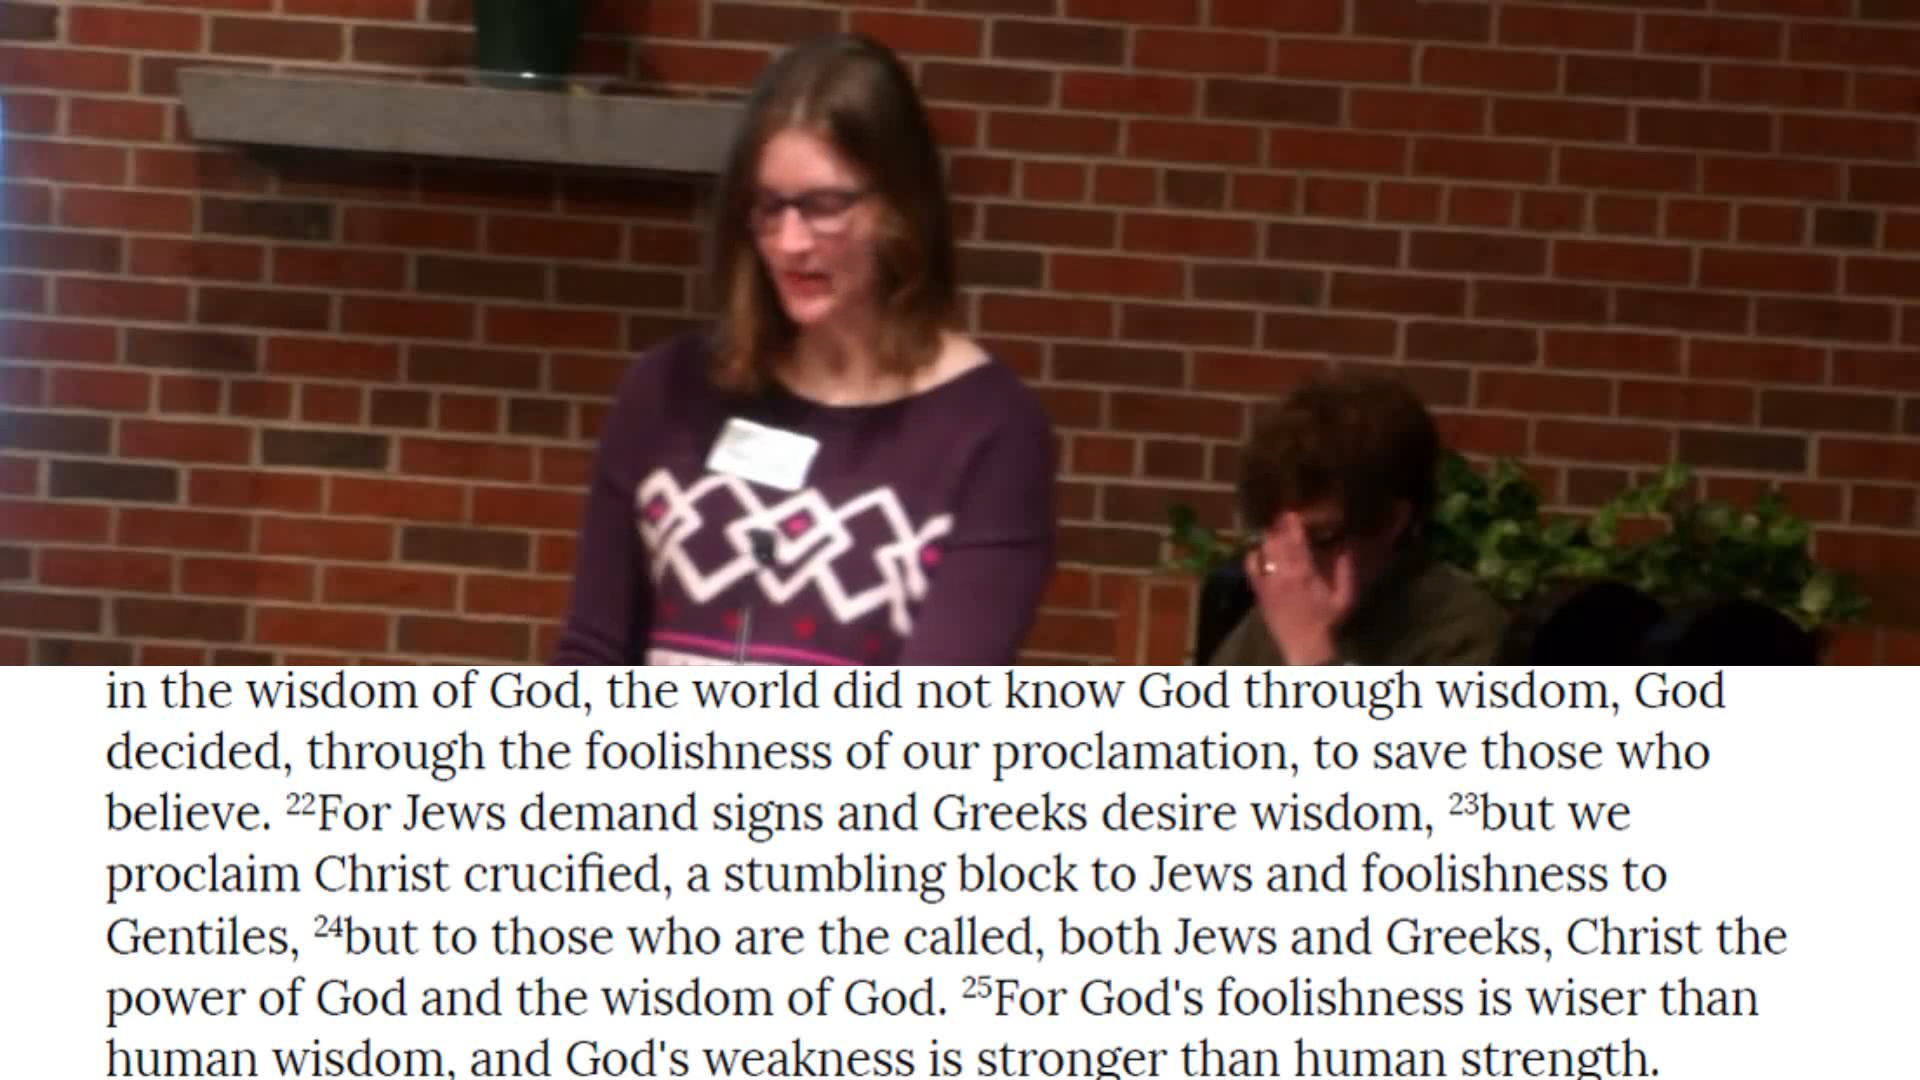 in the wisdom of God, the world did not know God through wisdom, God
decided, through the foolishness of our proclamation, to save those who
believe. ²²For Jews demand signs and Greeks desire wisdom, ²³but we
proclaim Christ crucified, a stumbling block to Jews and foolishness to
Gentiles, ²⁴but to those who are the called, both Jews and Greeks, Christ the
power of God and the wisdom of God. ²⁵For God's foolishness is wiser than
human wisdom, and God's weakness is stronger than human strength.